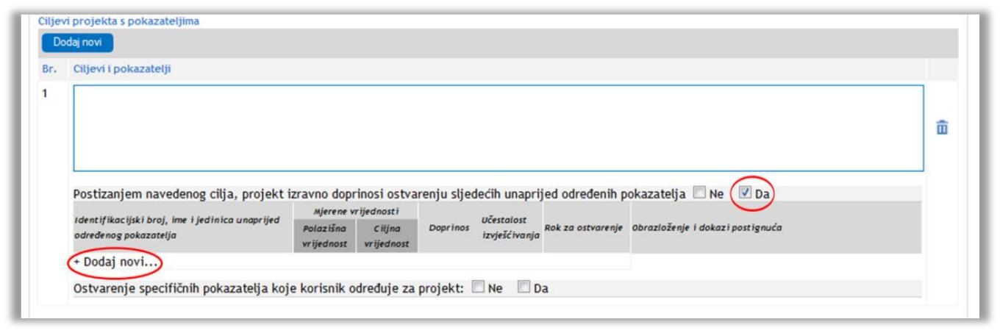 Ciljevi projekta s pokazateljima
Dodaj novi
Br. Ciljevi i pokazatelji
1
Postizanjem navedenog cilja, projekt izravno doprinosi ostvarenju sljedećih unaprijed određenih pokazatelja Ne Da
Identifikacijski broj, ime i jedinica unaprijed
određenog pokazatelja
Mjerene vrijednosti
Polazišna
vrijednost
Ciljna
vrijednost
Doprinos
Učestalost
izvješćivanja
Rok za ostvarenje
Obrazloženje i dokazi postignuća
+ Dodaj novi...
Ostvarenje specifičnih pokazatelja koje korisnik određuje za projekt: Ne Da